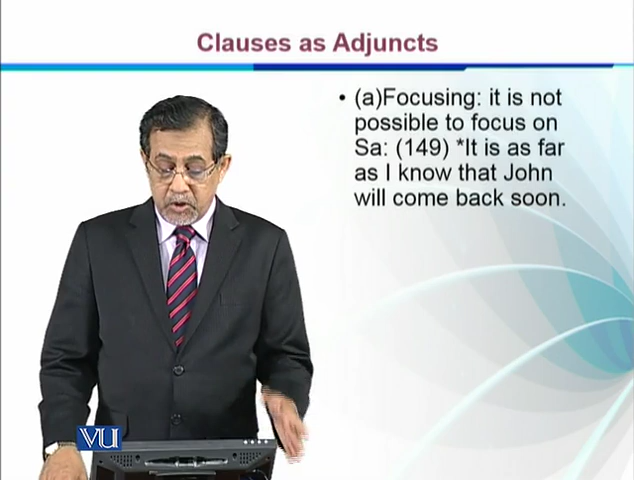 Clauses as Adjuncts
• (a)Focusing: it is not
possible to focus on
Sa: (149) *It is as far
as I know that John
will come back soon.
VU